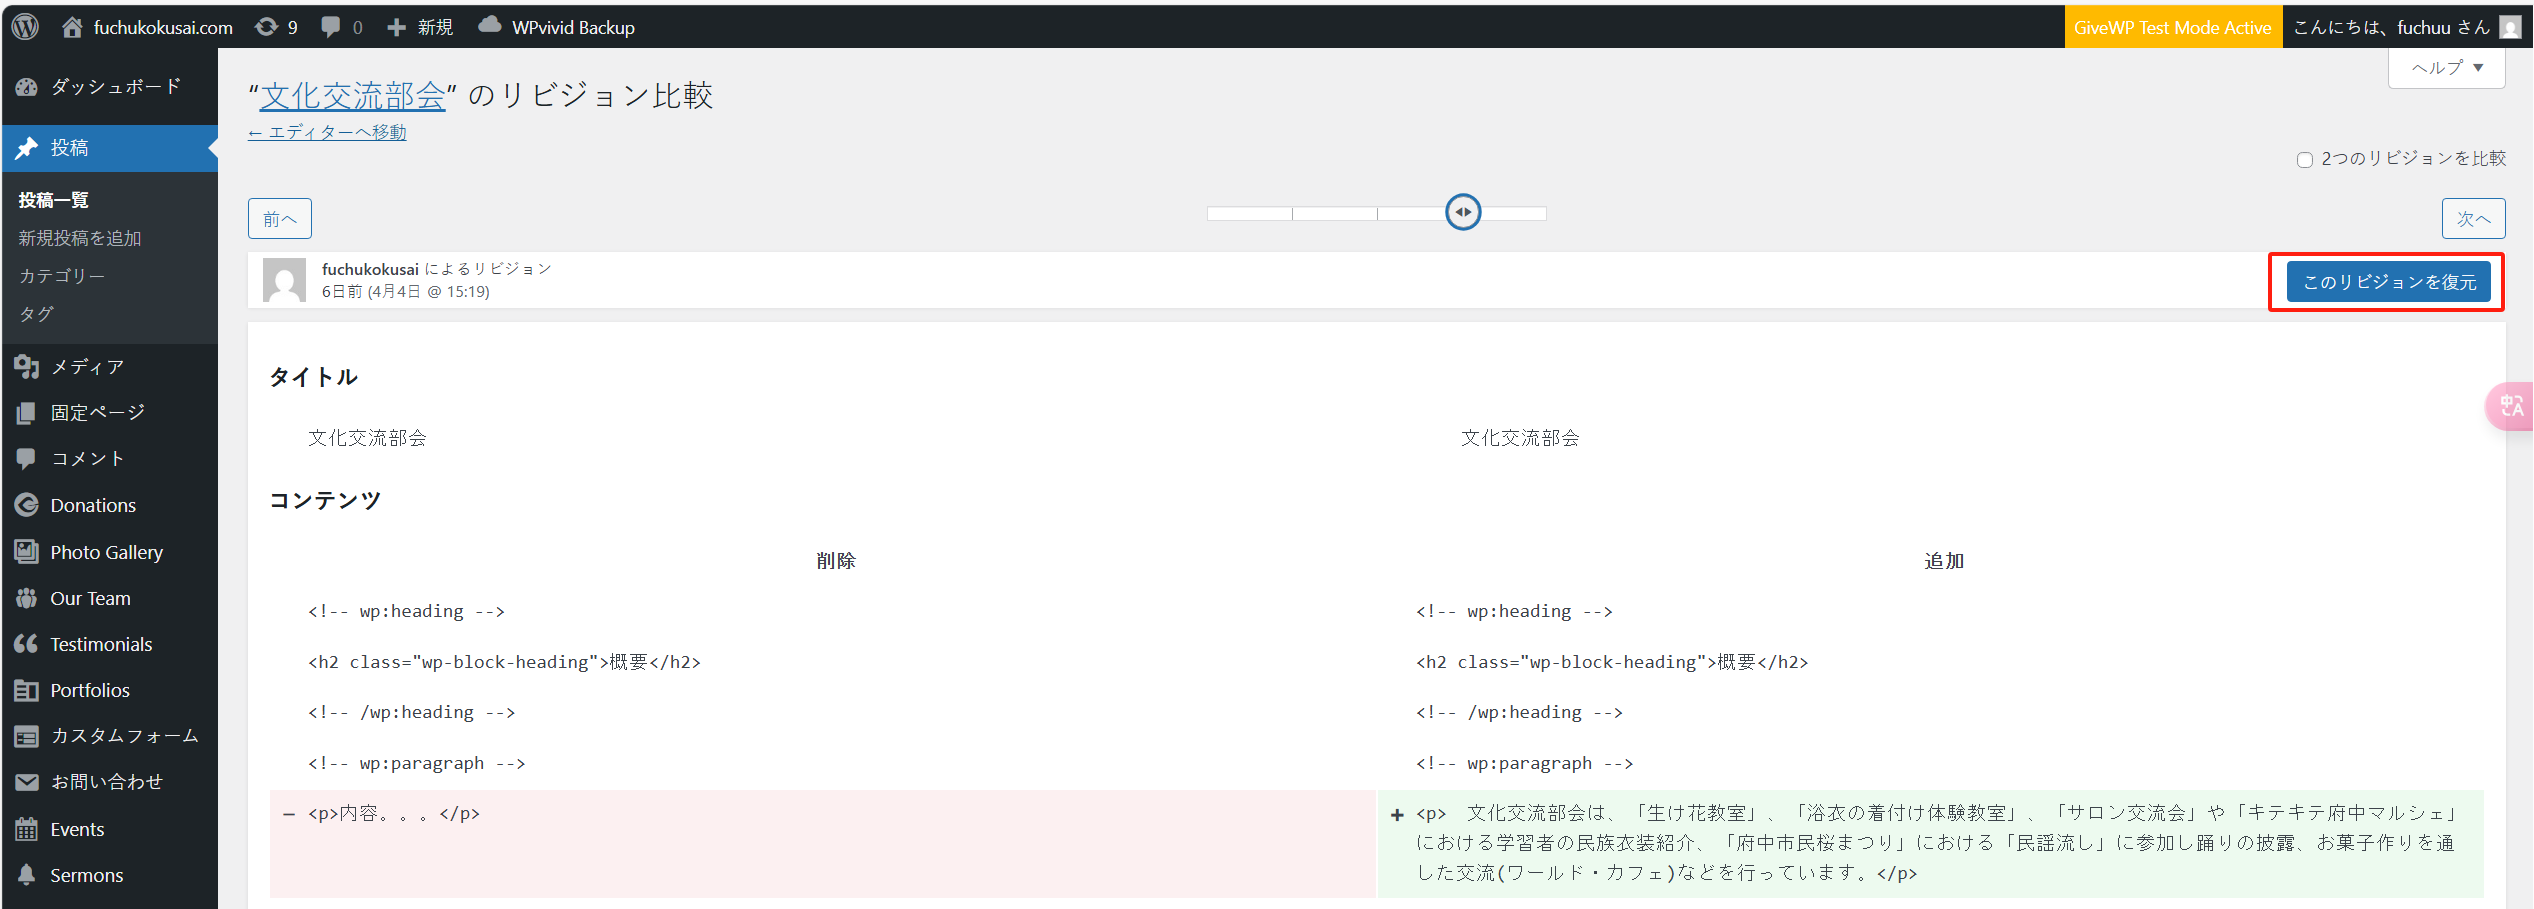 fuchukokusai.com 9 0 新規 WPvivid Backup GiveWP Test Mode Active こんにちは、fuchuu さん
ヘルプ ▼
ダッシュボード
投稿
投稿一覧
新規投稿を追加
カテゴリー
タグ
メディア
固定ページ
コメント
Donations
Photo Gallery
Our Team
Testimonials
Portfolios
カスタムフォーム
お問い合わせ
Events
Sermons
“文化交流部会” のリビジョン比較
← エディターへ移動
2つのリビジョンを比較
前へ 次へ
fuchukokusai によるリビジョン
6日前 (4月4日 @ 15:19)
このリビジョンを復元
タイトル
文化交流部会 文化交流部会
コンテンツ
削除 追加
<!-- wp:heading --> <!-- wp:heading -->
<h2 class="wp-block-heading">概要</h2> <h2 class="wp-block-heading">概要</h2>
<!-- /wp:heading --> <!-- /wp:heading -->
<!-- wp:paragraph --> <!-- wp:paragraph -->
− <p>内容。。。</p>
+ <p>　文化交流部会は、「生け花教室」、「浴衣の着付け体験教室」、「サロン交流会」や「キテキテ府中マルシェ」
における学習者の民族衣装紹介、「府中市民桜まつり」における「民謡流し」に参加し踊りの披露、お菓子作りを通
した交流(ワールド・カフェ)などを行っています。</p>